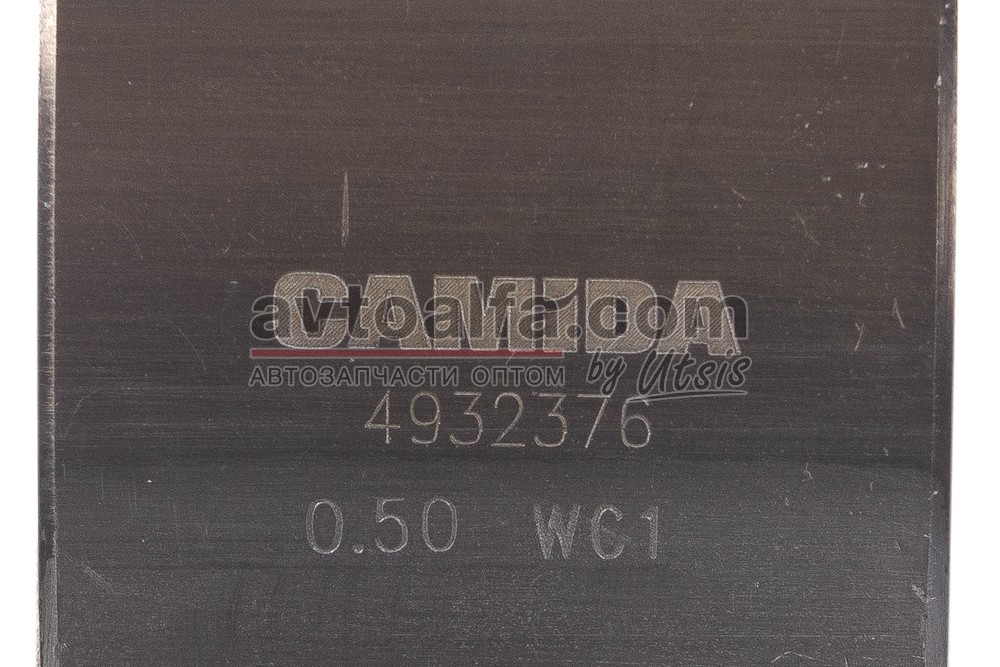 CAMiDA
avtoalfa.com
АВТОЗАПЧАСТИ ОПТОМ by Utsis
4932376
0.50 WC1